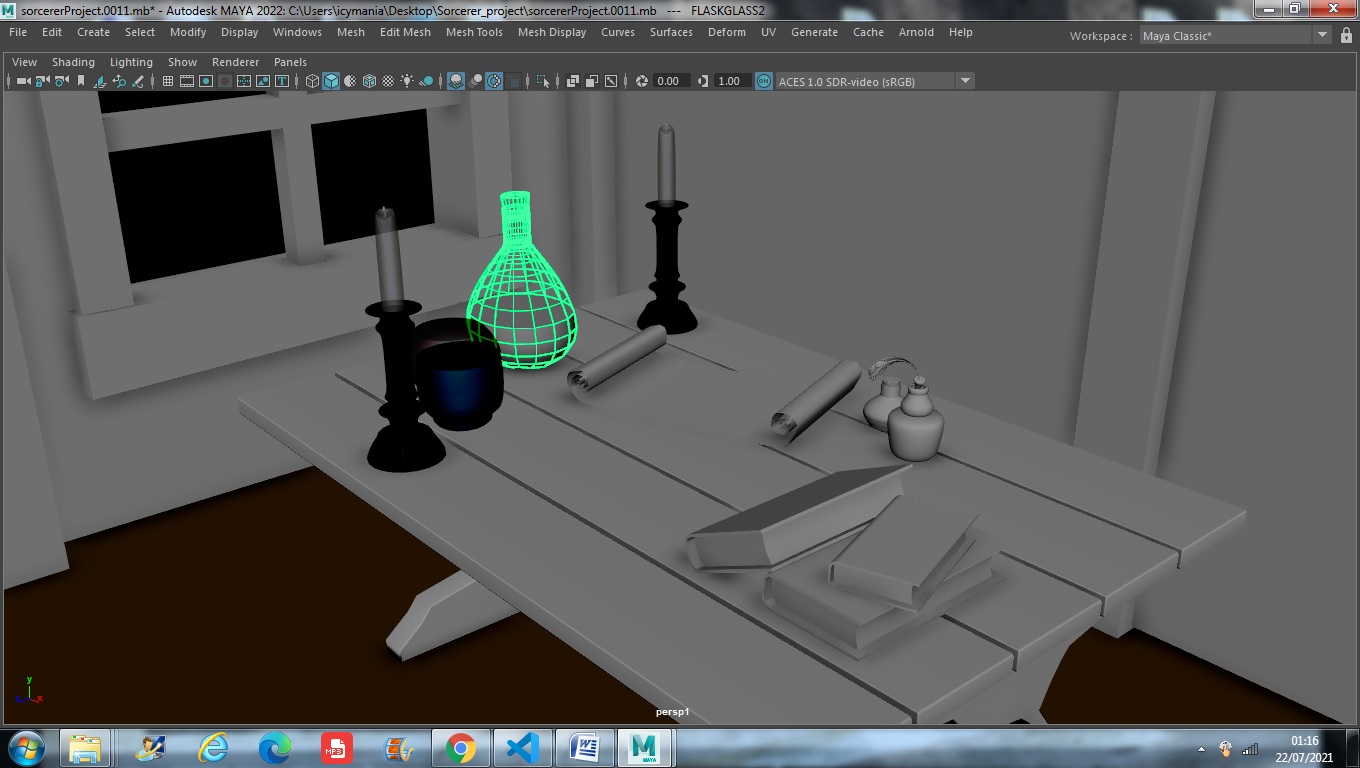 sorcererProject.0011.mb* - Autodesk MAYA 2022: C:\Users\icymania\Desktop\Sorcerer_project\sorcererProject.0011.mb --- FLASKGLASS2
File Edit Create Select Modify Display Windows Mesh Edit Mesh Mesh Tools Mesh Display Curves Surfaces Deform UV Generate Cache Arnold Help Workspace : Maya Classic*
View Shading Lighting Show Renderer Panels
0.00 1.00 ON ACES 1.0 SDR-video (sRGB)
y
x
persp1
MP3
W
M
MAYA
01:16
22/07/2021